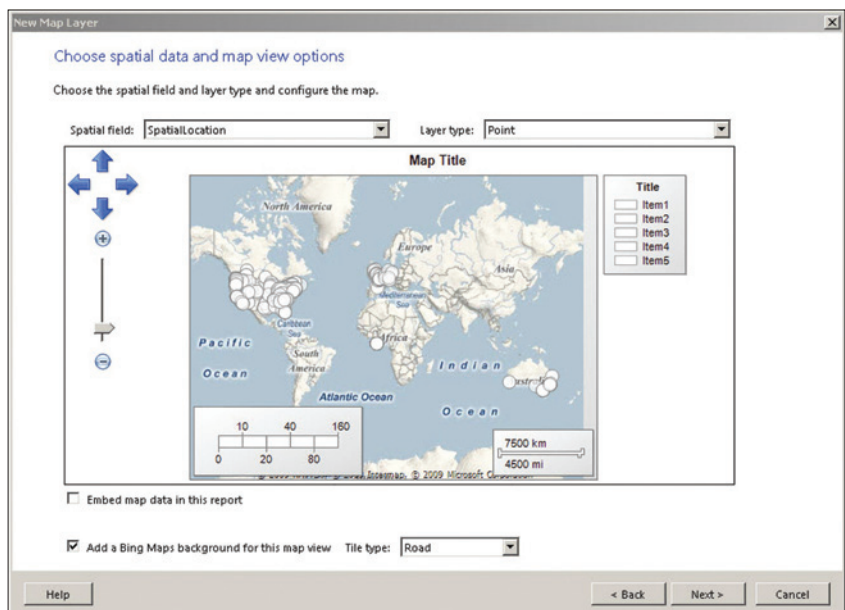 New Map Layer
Choose spatial data and map view options
Choose the spatial field and layer type and configure the map.
Spatial field: SpatialLocation Layer type: Point
Map Title
Title
Item1
Item2
Item3
Item4
Item5
North America
Europe
Asia
Mediterranean
Sea
Caribbean
Sea
Africa
Pacific
Ocean
South
America
Indian
Ocean
Atlantic Ocean
10 40 160
0 20 80
7500 km
4500 mi
© 2009 Microsoft Corporation
Embed map data in this report
Add a Bing Maps background for this map view Tile type: Road
Help < Back Next > Cancel